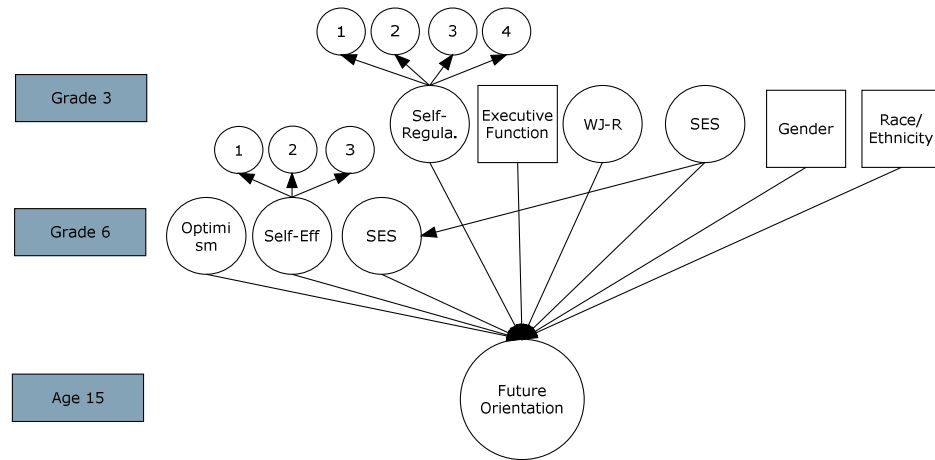 1
2
3
4
Grade 3
Self-
Regula.
Executive
Function
WJ-R
SES
Gender
Race/
Ethnicity
1
2
3
Grade 6
Optimi
sm
Self-Eff
SES
Age 15
Future
Orientation